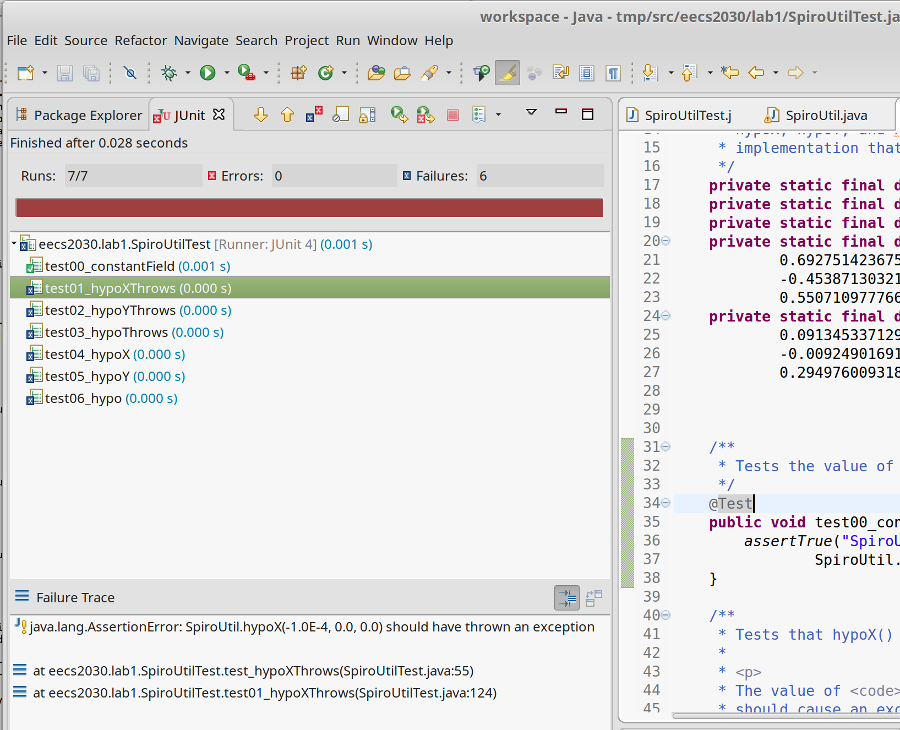 workspace - Java - tmp/src/eecs2030/lab1/SpiroUtilTest.ja
File Edit Source Refactor Navigate Search Project Run Window Help
Package Explorer JUnit
Finished after 0.028 seconds
Runs: 7/7 Errors: 0 Failures: 6
eecs2030.lab1.SpiroUtilTest [Runner: JUnit 4] (0.001 s)
test00_constantField (0.001 s)
test01_hypoXThrows (0.000 s)
test02_hypoYThrows (0.000 s)
test03_hypoThrows (0.000 s)
test04_hypoX (0.000 s)
test05_hypoY (0.000 s)
test06_hypo (0.000 s)
Failure Trace
java.lang.AssertionError: SpiroUtil.hypoX(-1.0E-4, 0.0, 0.0) should have thrown an exception
at eecs2030.lab1.SpiroUtilTest.test_hypoXThrows(SpiroUtilTest.java:55)
at eecs2030.lab1.SpiroUtilTest.test01_hypoXThrows(SpiroUtilTest.java:124)
SpiroUtilTest.j SpiroUtil.java
15 * implementation that
16 */
17 private static final d
18 private static final d
19 private static final d
20 private static final d
21 0.692751423675
22 -0.45387130321
23 0.550710977766
24 private static final d
25 0.091345337129
26 -0.00924901691
27 0.294976009318
28
29
30
31 /**
32 * Tests the value of
33 */
34 @Test
35 public void test00_con
36 assertTrue("SpiroU
37 SpiroUtil.
38 }
39
40 /**
41 * Tests that hypoX()
42 *
43 * <p>
44 * The value of <code>
45 * should cause an exc